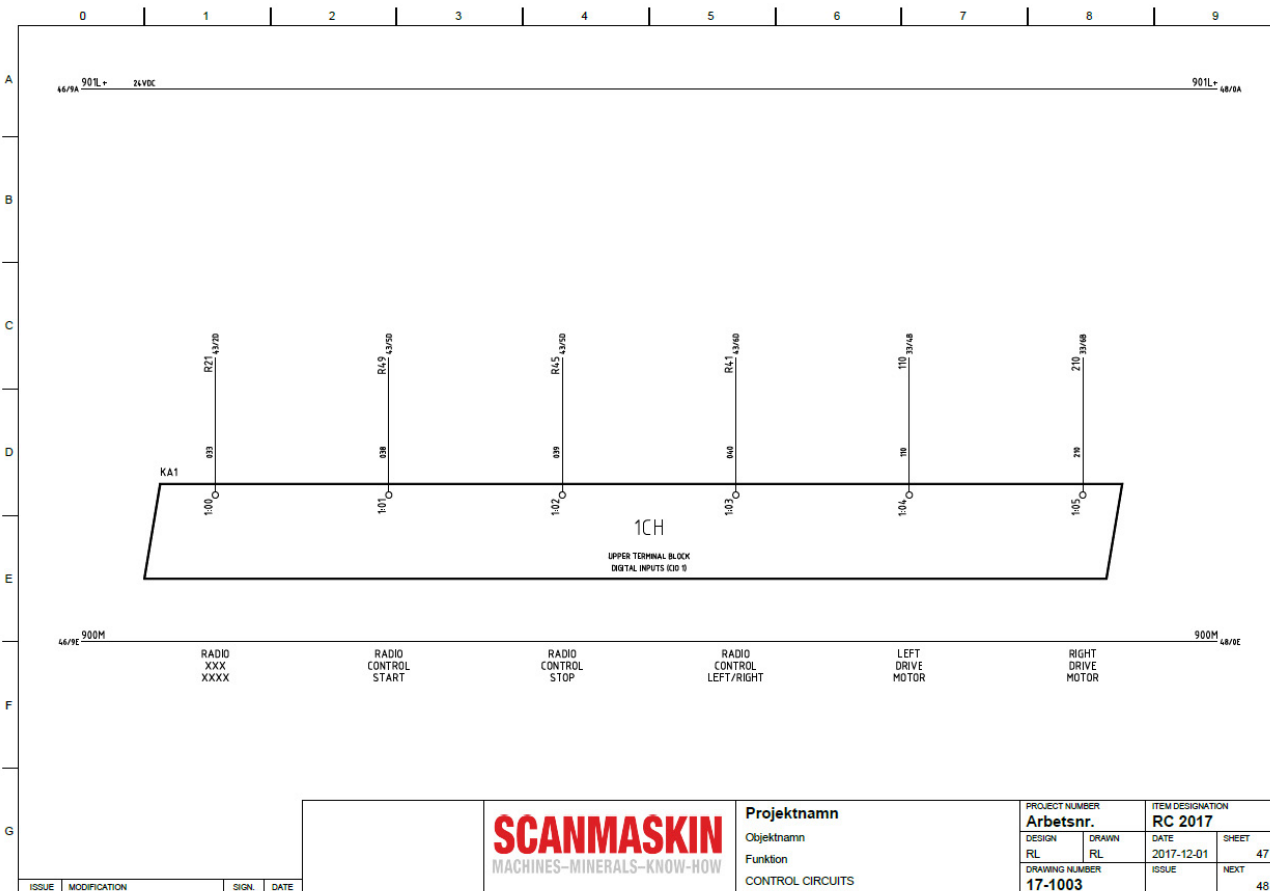 0 1 2 3 4 5 6 7 8 9
A
46/9A 901L+ 24VDC 901L+ 48/0A
B
C
R21 43/2D R49 43/5D R45 43/5D R41 43/6D 110 33/4B 210 33/6B
D
033 038 039 040 110 210
KA1
1:00 1:01 1:02 1:03 1:04 1:05
1CH
UPPER TERMINAL BLOCK
DIGITAL INPUTS (CIO 1)
E
46/9E 900M 900M 48/0E
RADIO
XXX
XXXX
RADIO
CONTROL
START
RADIO
CONTROL
STOP
RADIO
CONTROL
LEFT/RIGHT
LEFT
DRIVE
MOTOR
RIGHT
DRIVE
MOTOR
F
G
ISSUE MODIFICATION SIGN. DATE
SCANMASKIN
MACHINES–MINERALS–KNOW-HOW
Projektnamn
Objektnamn
Funktion
CONTROL CIRCUITS
PROJECT NUMBER
Arbetsnr.
ITEM DESIGNATION
RC 2017
DESIGN DRAWN DATE SHEET
RL RL 2017-12-01 47
DRAWING NUMBER ISSUE NEXT
17-1003 48